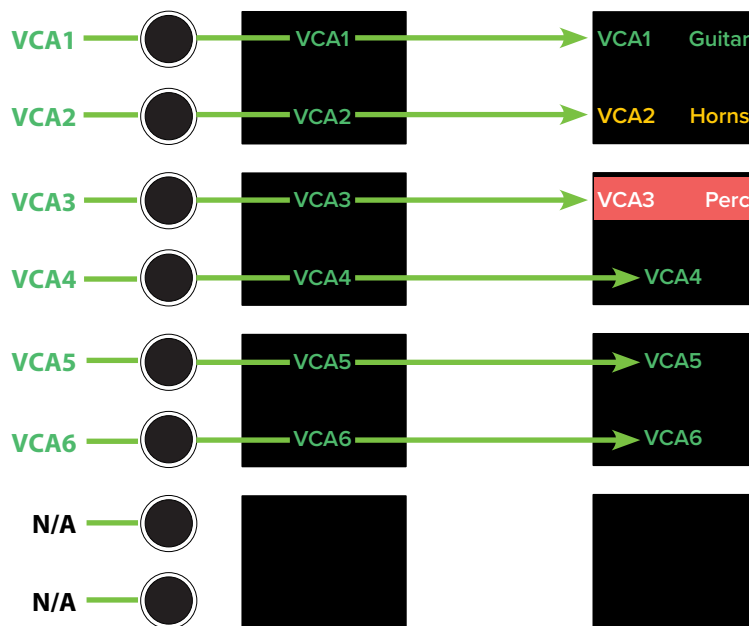 VCA1 VCA1 VCA1 Guitar
VCA2 VCA2 VCA2 Horns
VCA3 VCA3 VCA3 Perc
VCA4 VCA4 VCA4
VCA5 VCA5 VCA5
VCA6 VCA6 VCA6
N/A
N/A